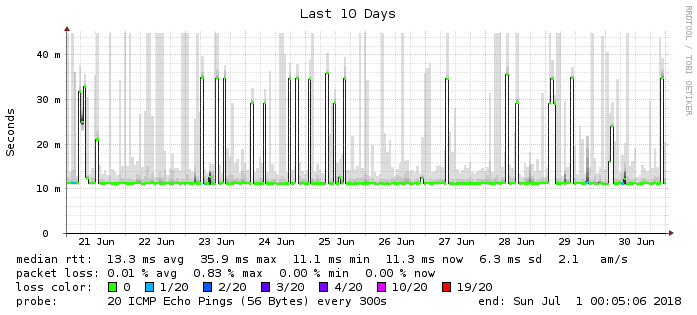 Last 10 Days
RRDTOOL / TOBI OETIKER
Seconds
40 m
30 m
20 m
10 m
0
21 Jun 22 Jun 23 Jun 24 Jun 25 Jun 26 Jun 27 Jun 28 Jun 29 Jun 30 Jun
median rtt: 13.3 ms avg 35.9 ms max 11.1 ms min 11.3 ms now 6.3 ms sd 2.1 am/s
packet loss: 0.01 % avg 0.83 % max 0.00 % min 0.00 % now
loss color: 0 1/20 2/20 3/20 4/20 10/20 19/20
probe: 20 ICMP Echo Pings (56 Bytes) every 300s end: Sun Jul 1 00:05:06 2018